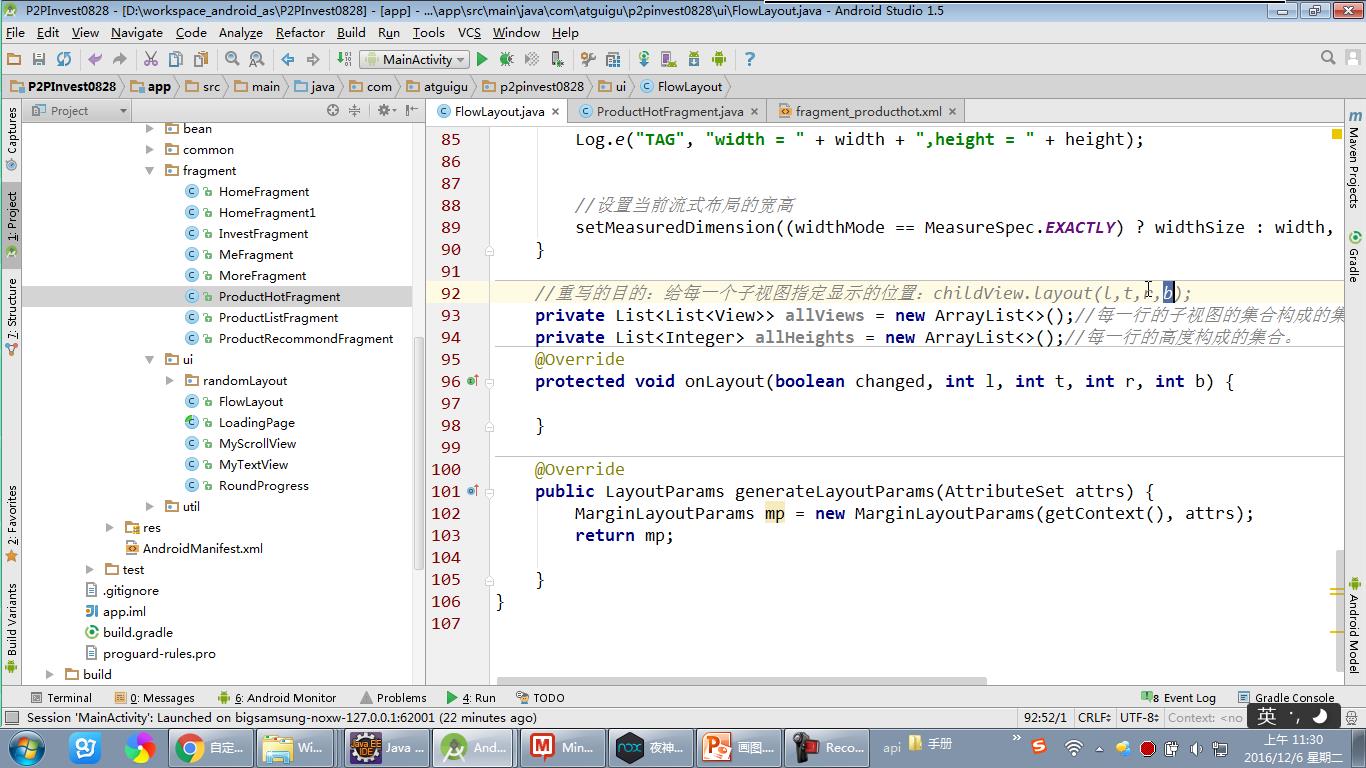 P2PInvest0828 - [D:\workspace_android_as\P2PInvest0828] - [app] - ...\app\src\main\java\com\atguigu\p2pinvest0828\ui\FlowLayout.java - Android Studio 1.5
File Edit View Navigate Code Analyze Refactor Build Run Tools VCS Window Help
MainActivity
P2PInvest0828 app src main java com atguigu p2pinvest0828 ui FlowLayout
Project
FlowLayout.java ProductHotFragment.java fragment_producthot.xml
Captures
1: Project
7: Structure
2: Favorites
Build Variants
bean
common
fragment
HomeFragment
HomeFragment1
InvestFragment
MeFragment
MoreFragment
ProductHotFragment
ProductListFragment
ProductRecommondFragment
ui
randomLayout
FlowLayout
LoadingPage
MyScrollView
MyTextView
RoundProgress
util
res
AndroidManifest.xml
test
.gitignore
app.iml
build.gradle
proguard-rules.pro
build
85 Log.e("TAG", "width = " + width + ",height = " + height);
86
87
88 //设置当前流式布局的宽高
89 setMeasuredDimension((widthMode == MeasureSpec.EXACTLY) ? widthSize : width,
90 }
91
92 //重写的目的：给每一个子视图指定显示的位置：childView.layout(l,t,r,b);
93 private List<List<View>> allViews = new ArrayList<>();//每一行的子视图的集合构成的集
94 private List<Integer> allHeights = new ArrayList<>();//每一行的高度构成的集合。
95 @Override
96 protected void onLayout(boolean changed, int l, int t, int r, int b) {
97
98 }
99
100 @Override
101 public LayoutParams generateLayoutParams(AttributeSet attrs) {
102 MarginLayoutParams mp = new MarginLayoutParams(getContext(), attrs);
103 return mp;
104
105 }
106 }
107
Maven Projects
Gradle
Android Model
Terminal 0: Messages 6: Android Monitor Problems 4: Run TODO 8 Event Log Gradle Console
Session 'MainActivity': Launched on bigsamsung-noxw-127.0.0.1:62001 (22 minutes ago) 92:52/1 CRLF UTF-8 Context: <no
英
自定... Wi... Java ... And... Min... 夜神... 画图... Reco... api 手册
上午 11:30
2016/12/6 星期二